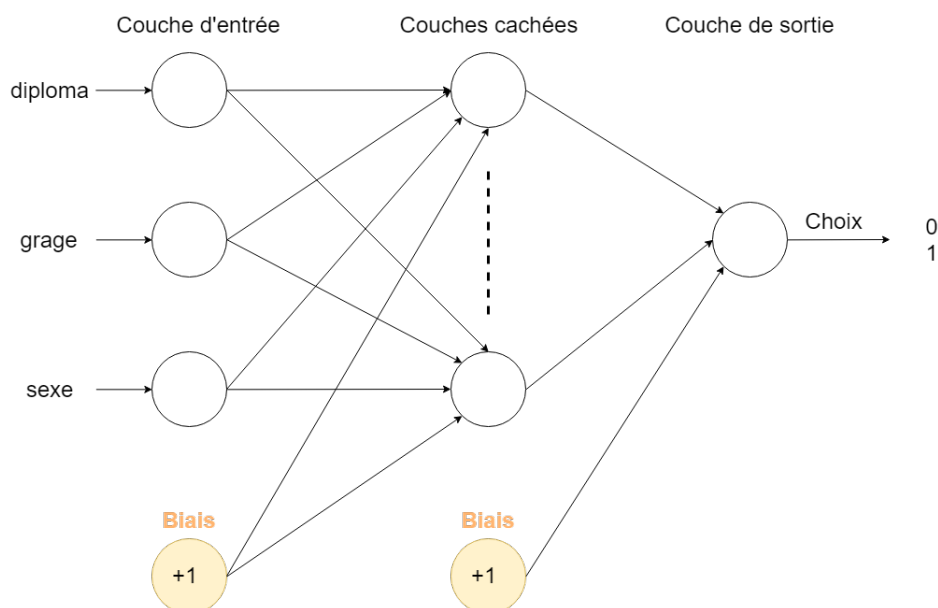 Couche d'entrée
Couches cachées
Couche de sortie
diploma
grage
sexe
Choix
0
1
Biais
Biais
+1
+1